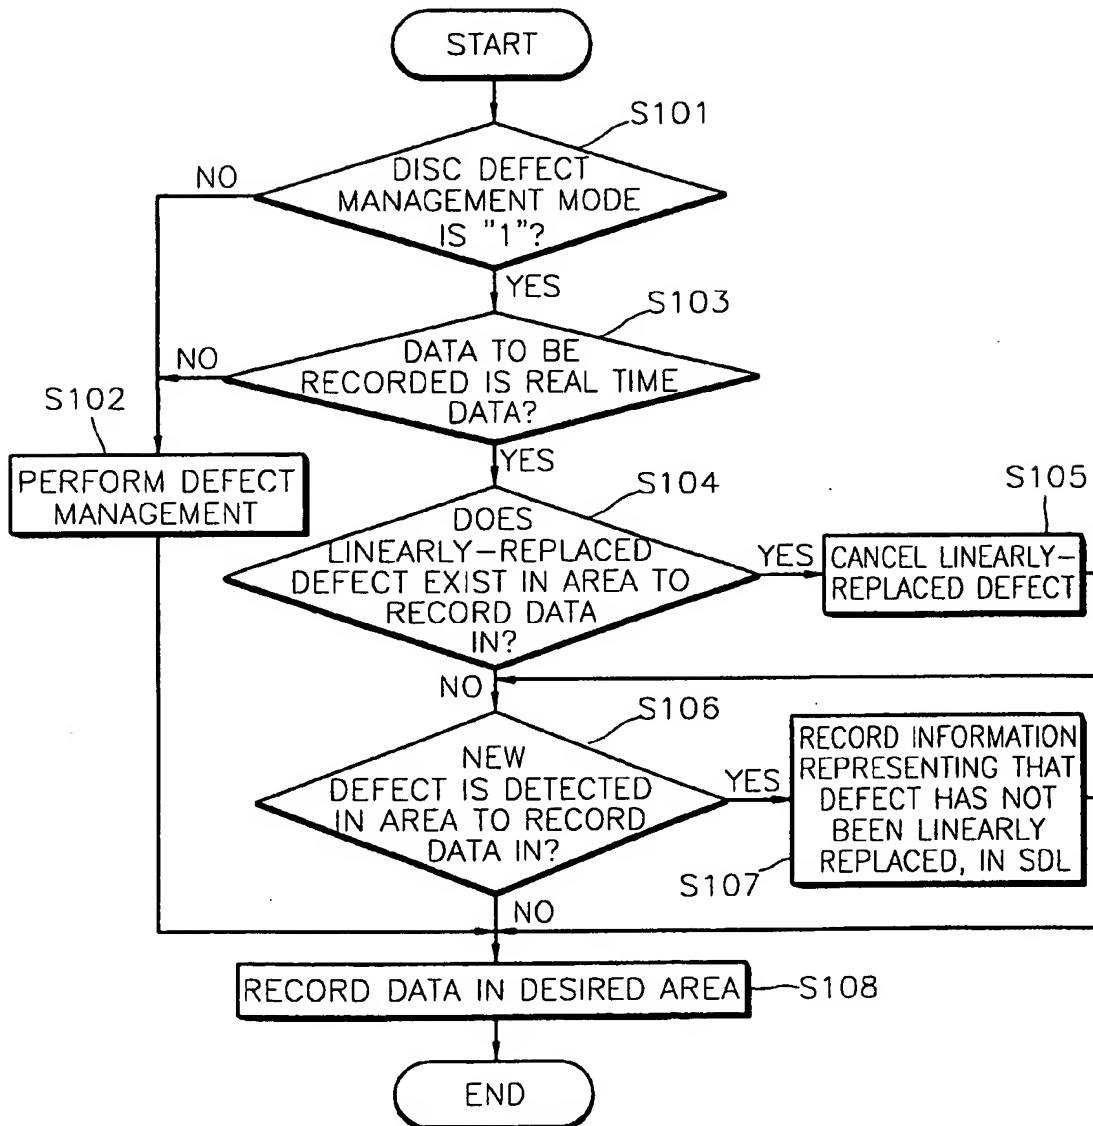 START
S101
DISC DEFECT
MANAGEMENT MODE
IS "1"?
NO
YES
S103
DATA TO BE
RECORDED IS REAL TIME
DATA?
NO
S102
PERFORM DEFECT
MANAGEMENT
YES
S104
DOES
LINEARLY-REPLACED
DEFECT EXIST IN AREA TO
RECORD DATA
IN?
YES
S105
CANCEL LINEARLY-
REPLACED DEFECT
NO
S106
NEW
DEFECT IS DETECTED
IN AREA TO RECORD
DATA IN?
YES
RECORD INFORMATION
REPRESENTING THAT
DEFECT HAS NOT
BEEN LINEARLY
REPLACED, IN SDL
S107
NO
RECORD DATA IN DESIRED AREA
S108
END